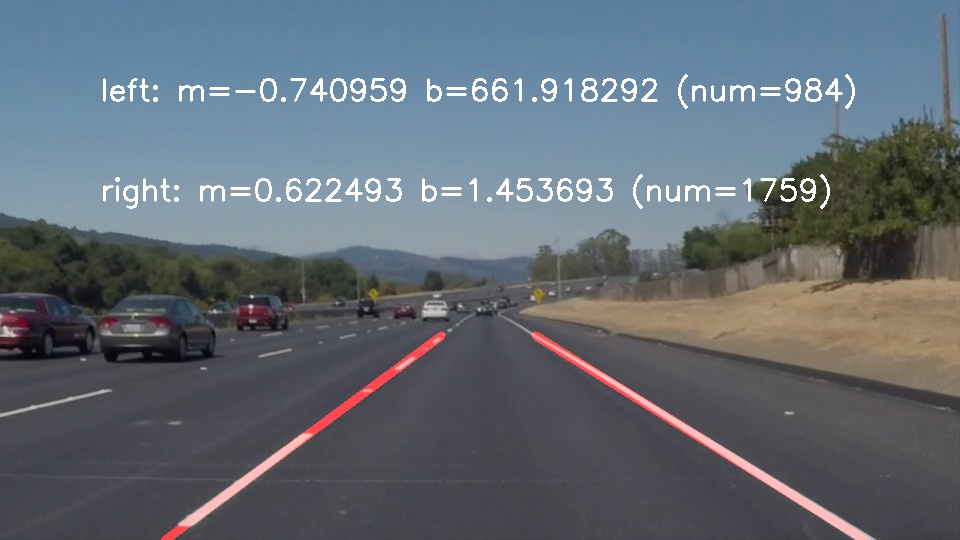 left: m=-0.740959 b=661.918292 (num=984)
right: m=0.622493 b=1.453693 (num=1759)